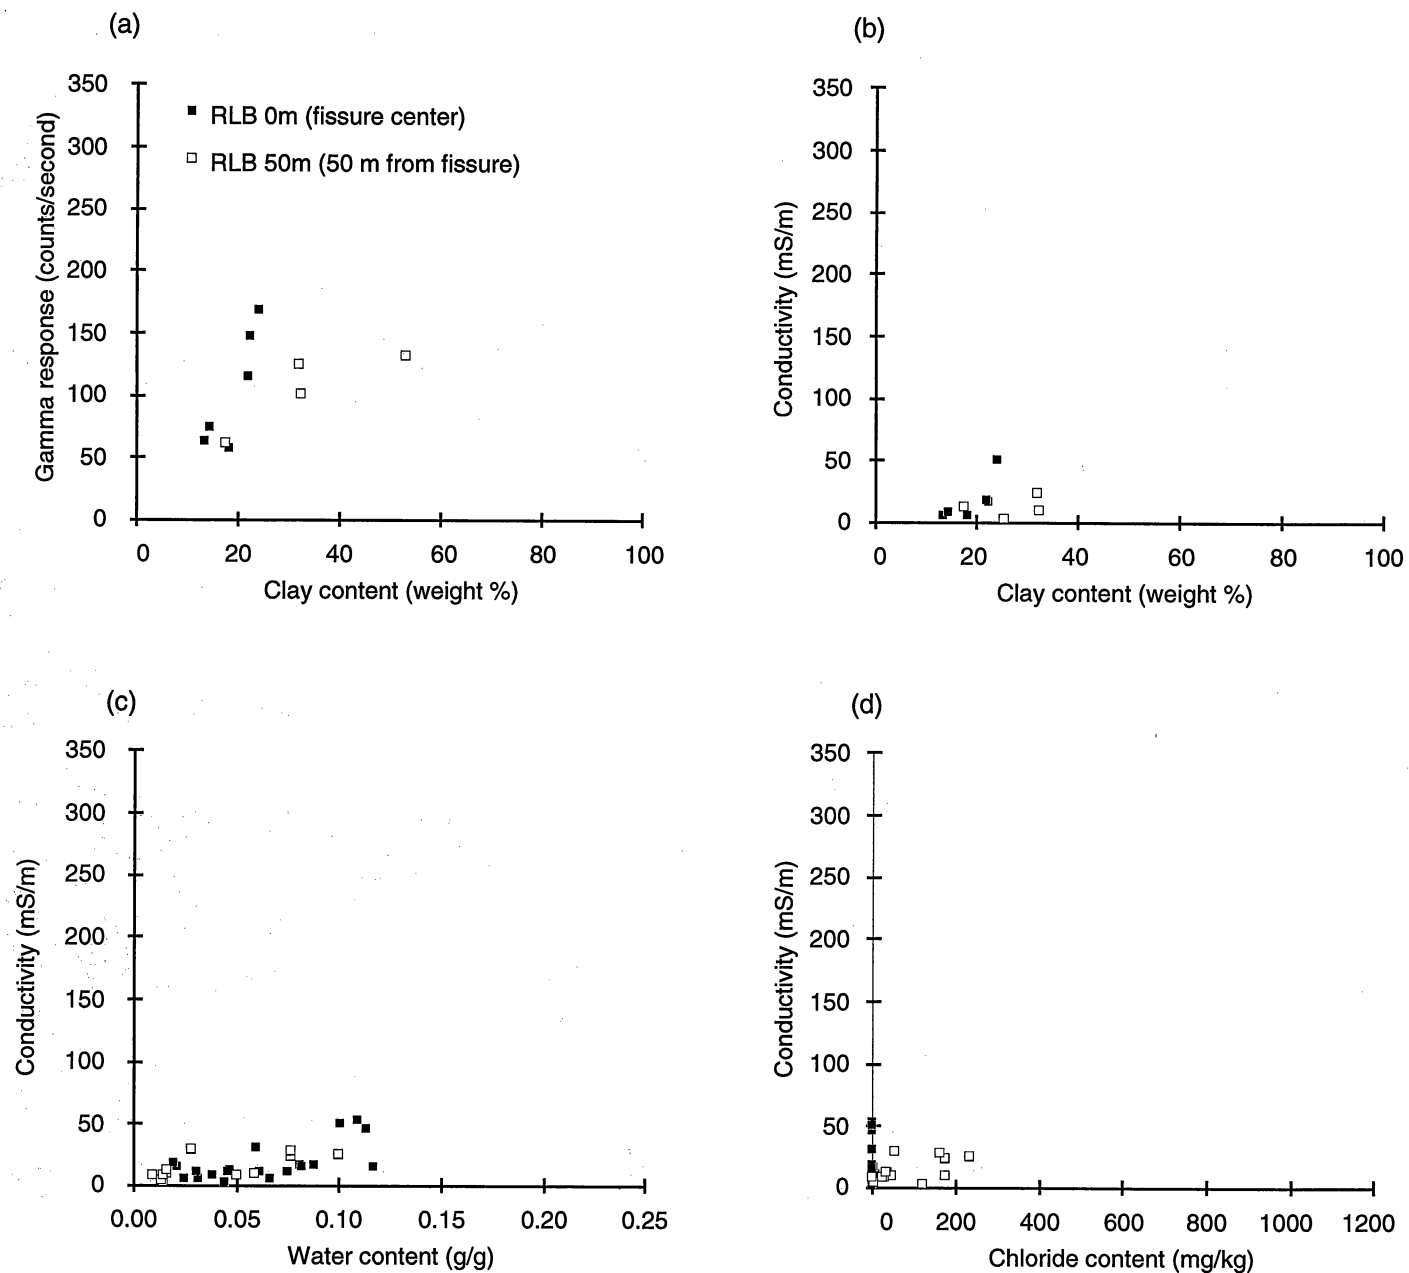 (a)
350
300
250
200
150
100
50
0
Gamma response (counts/second)
RLB 0m (fissure center)
RLB 50m (50 m from fissure)
0 20 40 60 80 100
Clay content (weight %)
(b)
350
300
250
200
150
100
50
0
Conductivity (mS/m)
0 20 40 60 80 100
Clay content (weight %)
(c)
350
300
250
200
150
100
50
0
Conductivity (mS/m)
0.00 0.05 0.10 0.15 0.20 0.25
Water content (g/g)
(d)
350
300
250
200
150
100
50
0
Conductivity (mS/m)
0 200 400 600 800 1000 1200
Chloride content (mg/kg)